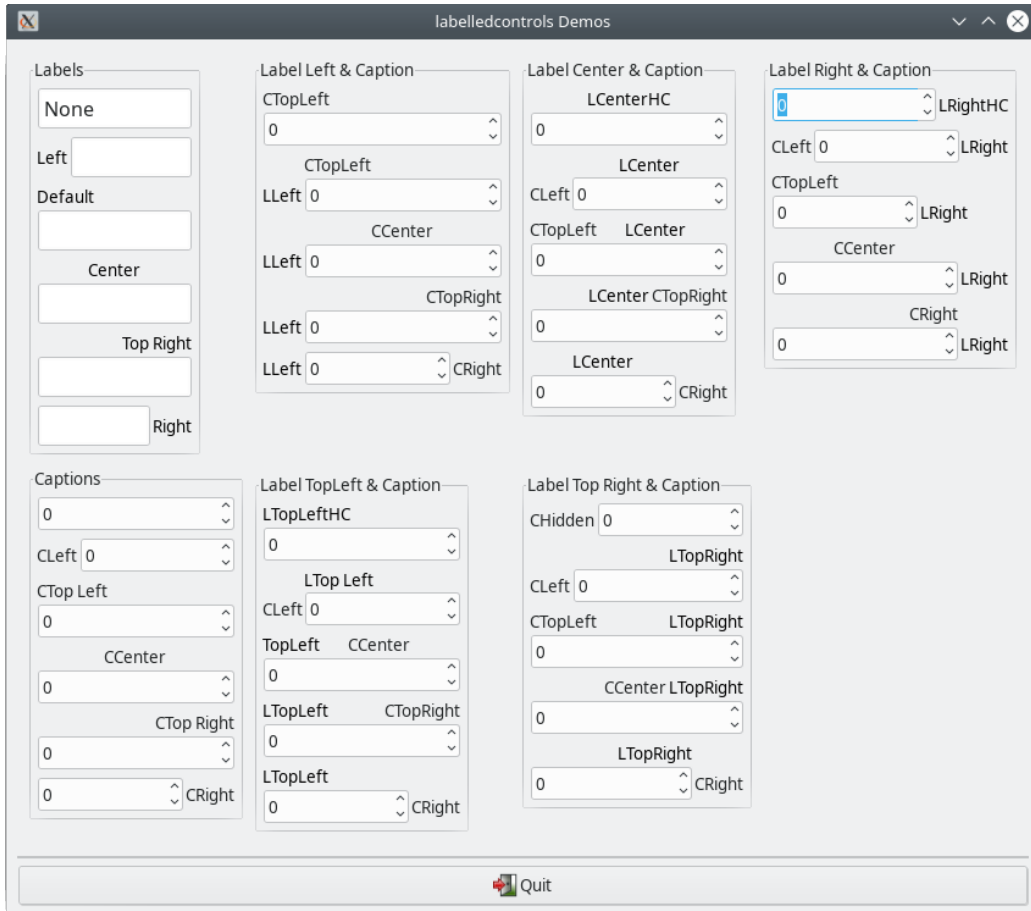 labelledcontrols Demos
Labels
None
Left
Default
Center
Top Right
Right
Label Left & Caption
CTopLeft
0
CTopLeft
LLeft 0
CCenter
LLeft 0
CTopRight
LLeft 0
LLeft 0 CRight
Label Center & Caption
LCenterHC
0
LCenter
CLeft 0
CTopLeft LCenter
0
LCenter CTopRight
0
LCenter
0 CRight
Label Right & Caption
0 LRightHC
CLeft 0 LRight
CTopLeft
0 LRight
CCenter
0 LRight
CRight
0 LRight
Captions
0
CLeft 0
CTop Left
0
CCenter
0
CTop Right
0
0 CRight
Label TopLeft & Caption
LTopLeftHC
0
LTop Left
CLeft 0
TopLeft CCenter
0
LTopLeft CTopRight
0
LTopLeft
0 CRight
Label Top Right & Caption
CHidden 0
LTopRight
CLeft 0
CTopLeft LTopRight
0
CCenter LTopRight
0
LTopRight
0 CRight
Quit